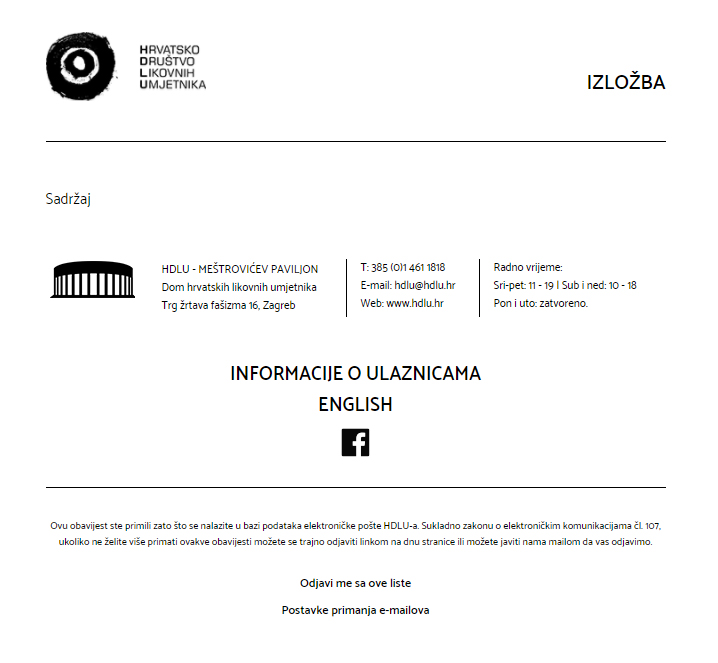 HRVATSKO
DRUŠTVO
LIKOVNIH
UMJETNIKA
IZLOŽBA
Sadržaj
HDLU - MEŠTROVIĆEV PAVILJON
Dom hrvatskih likovnih umjetnika
Trg žrtava fašizma 16, Zagreb
T: 385 (0)1 461 1818
E-mail: hdlu@hdlu.hr
Web: www.hdlu.hr
Radno vrijeme:
Sri-pet: 11 - 19 | Sub i ned: 10 - 18
Pon i uto: zatvoreno.
INFORMACIJE O ULAZNICAMA
ENGLISH
Ovu obavijest ste primili zato što se nalazite u bazi podataka elektroničke pošte HDLU-a. Sukladno zakonu o elektroničkim komunikacijama čl. 107,
ukoliko ne želite više primati ovakve obavijesti možete se trajno odjaviti linkom na dnu stranice ili možete javiti nama mailom da vas odjavimo.
Odjavi me sa ove liste
Postavke primanja e-mailova